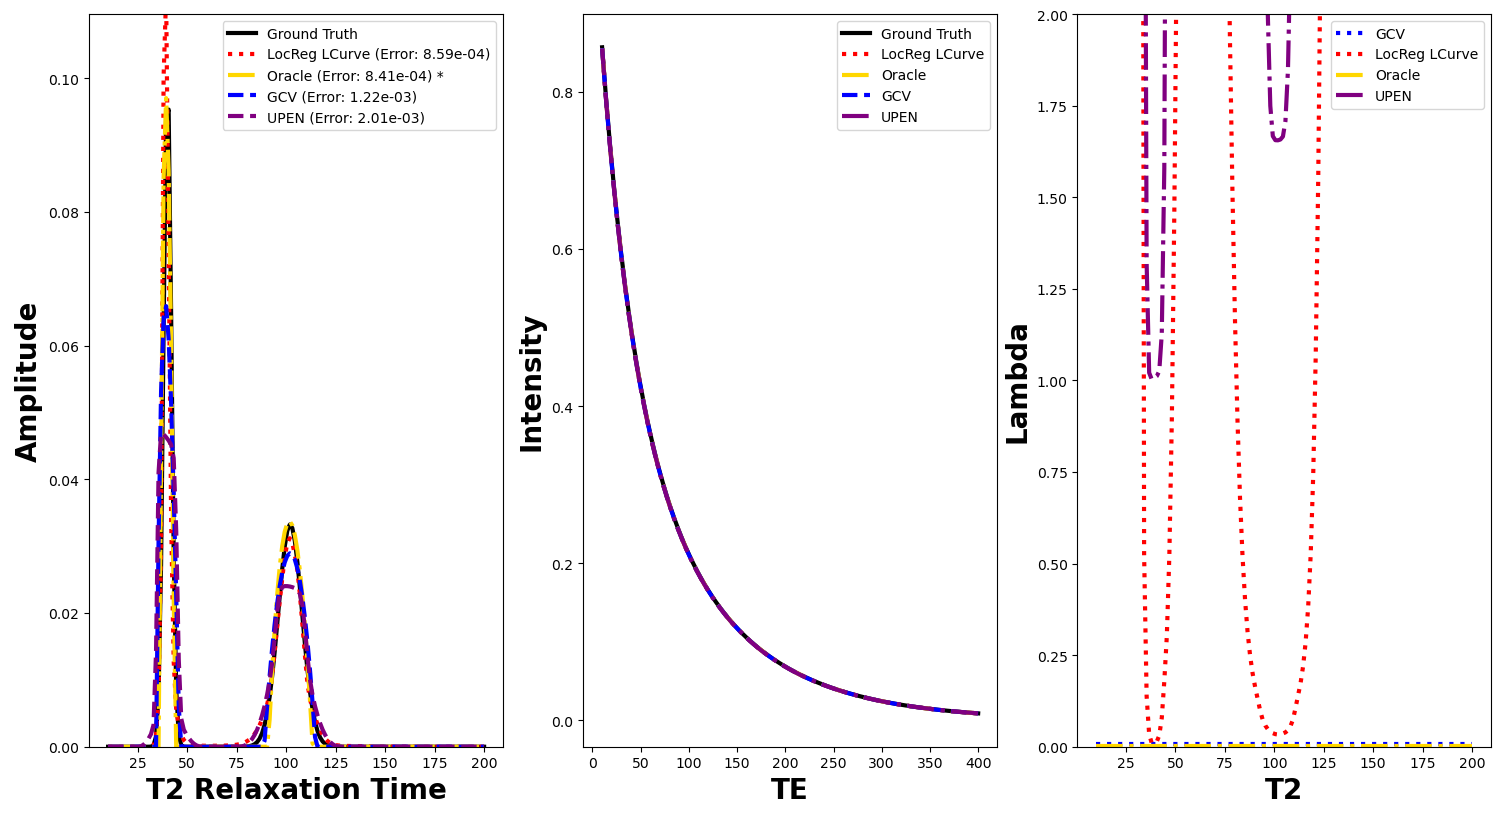 Amplitude
0.10
0.08
0.06
0.04
0.02
0.00
25 50 75 100 125 150 175 200
T2 Relaxation Time
Ground Truth
LocReg LCurve (Error: 8.59e-04)
Oracle (Error: 8.41e-04) *
GCV (Error: 1.22e-03)
UPEN (Error: 2.01e-03)
Intensity
0.8
0.6
0.4
0.2
0.0
0 50 100 150 200 250 300 350 400
TE
Ground Truth
LocReg LCurve
Oracle
GCV
UPEN
Lambda
2.00
1.75
1.50
1.25
1.00
0.75
0.50
0.25
0.00
25 50 75 100 125 150 175 200
T2
GCV
LocReg LCurve
Oracle
UPEN